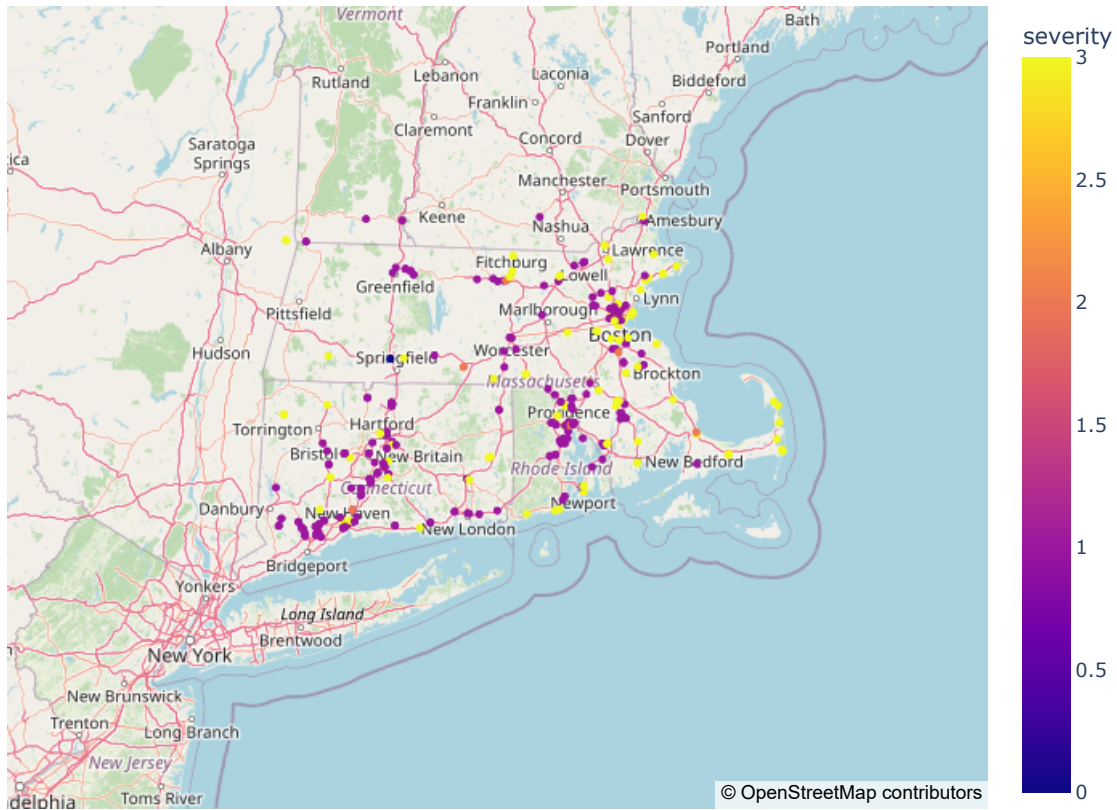 Vermont
Bath
Portland
Rutland
Lebanon
Laconia
Biddeford
Franklin
Sanford
Claremont
Concord
Dover
Saratoga
Springs
ica
Manchester
Portsmouth
Keene
Nashua
Amesbury
Albany
Lawrence
Fitchburg
Lowell
Greenfield
Lynn
Pittsfield
Marlborough
Boston
Hudson
Springfield
Worcester
Massachusetts
Brockton
Providence
Torrington
Hartford
Bristol
New Britain
Rhode Island
New Bedford
Connecticut
Danbury
New Haven
Newport
New London
Bridgeport
Yonkers
Long Island
Brentwood
New York
New Brunswick
Trenton
Long Branch
New Jersey
Toms River
delphia
© OpenStreetMap contributors
severity
3
2.5
2
1.5
1
0.5
0